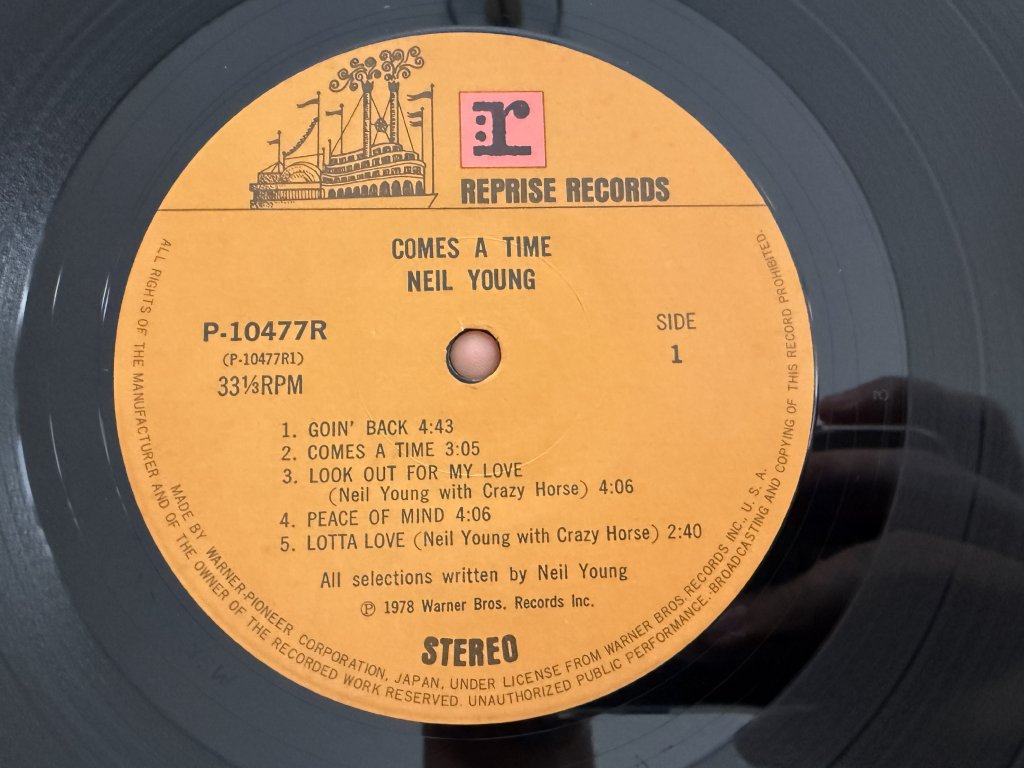 r
REPRISE RECORDS
COMES A TIME
NEIL YOUNG
P-10477R
(P-10477R1)
33⅓RPM
SIDE
1
1. GOIN' BACK 4:43
2. COMES A TIME 3:05
3. LOOK OUT FOR MY LOVE
(Neil Young with Crazy Horse) 4:06
4. PEACE OF MIND 4:06
5. LOTTA LOVE (Neil Young with Crazy Horse) 2:40
All selections written by Neil Young
Ⓟ 1978 Warner Bros. Records Inc.
STEREO
MADE BY WARNER-PIONEER CORPORATION, JAPAN, UNDER LICENSE FROM WARNER BROS. RECORDS INC., U. S. A.
ALL RIGHTS OF THE MANUFACTURER AND OF THE OWNER OF THE RECORDED WORK RESERVED. UNAUTHORIZED PUBLIC PERFORMANCE, BROADCASTING AND COPYING OF THIS RECORD PROHIBITED.